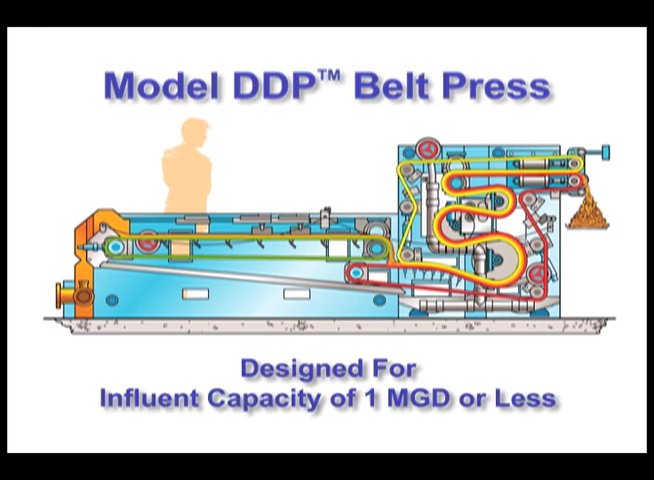 Model DDP™ Belt Press
Designed For
Influent Capacity of 1 MGD or Less